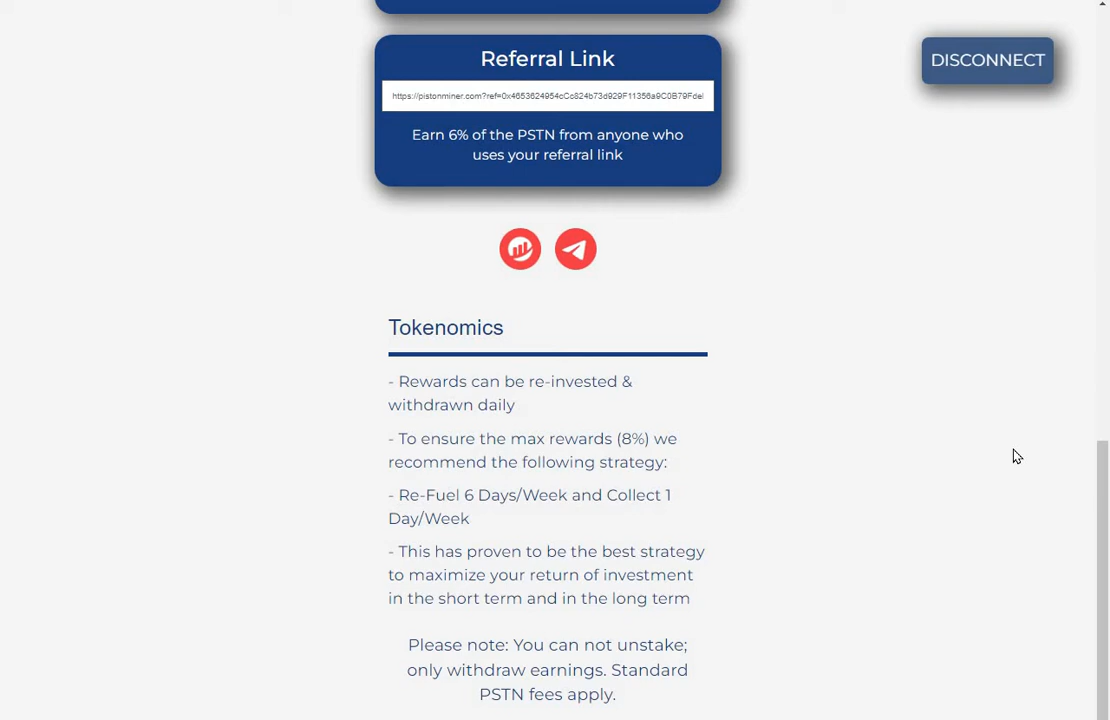 Referral Link
DISCONNECT
https://pistonminer.com?ref=0x4653624954cCc824b73d929F11356a9C0B79Fdel
Earn 6% of the PSTN from anyone who
uses your referral link
Tokenomics
- Rewards can be re-invested &
withdrawn daily
- To ensure the max rewards (8%) we
recommend the following strategy:
- Re-Fuel 6 Days/Week and Collect 1
Day/Week
- This has proven to be the best strategy
to maximize your return of investment
in the short term and in the long term
Please note: You can not unstake;
only withdraw earnings. Standard
PSTN fees apply.